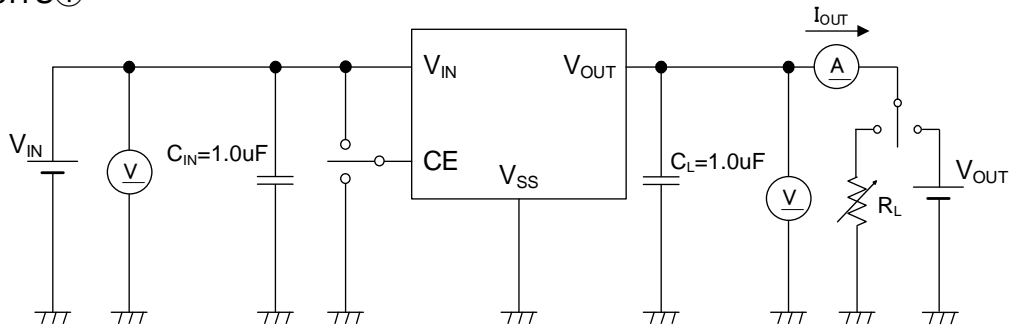 I_OUT
A
V_IN
V_OUT
V_IN
V
C_IN=1.0uF
CE
V_SS
C_L=1.0uF
V
R_L
V_OUT